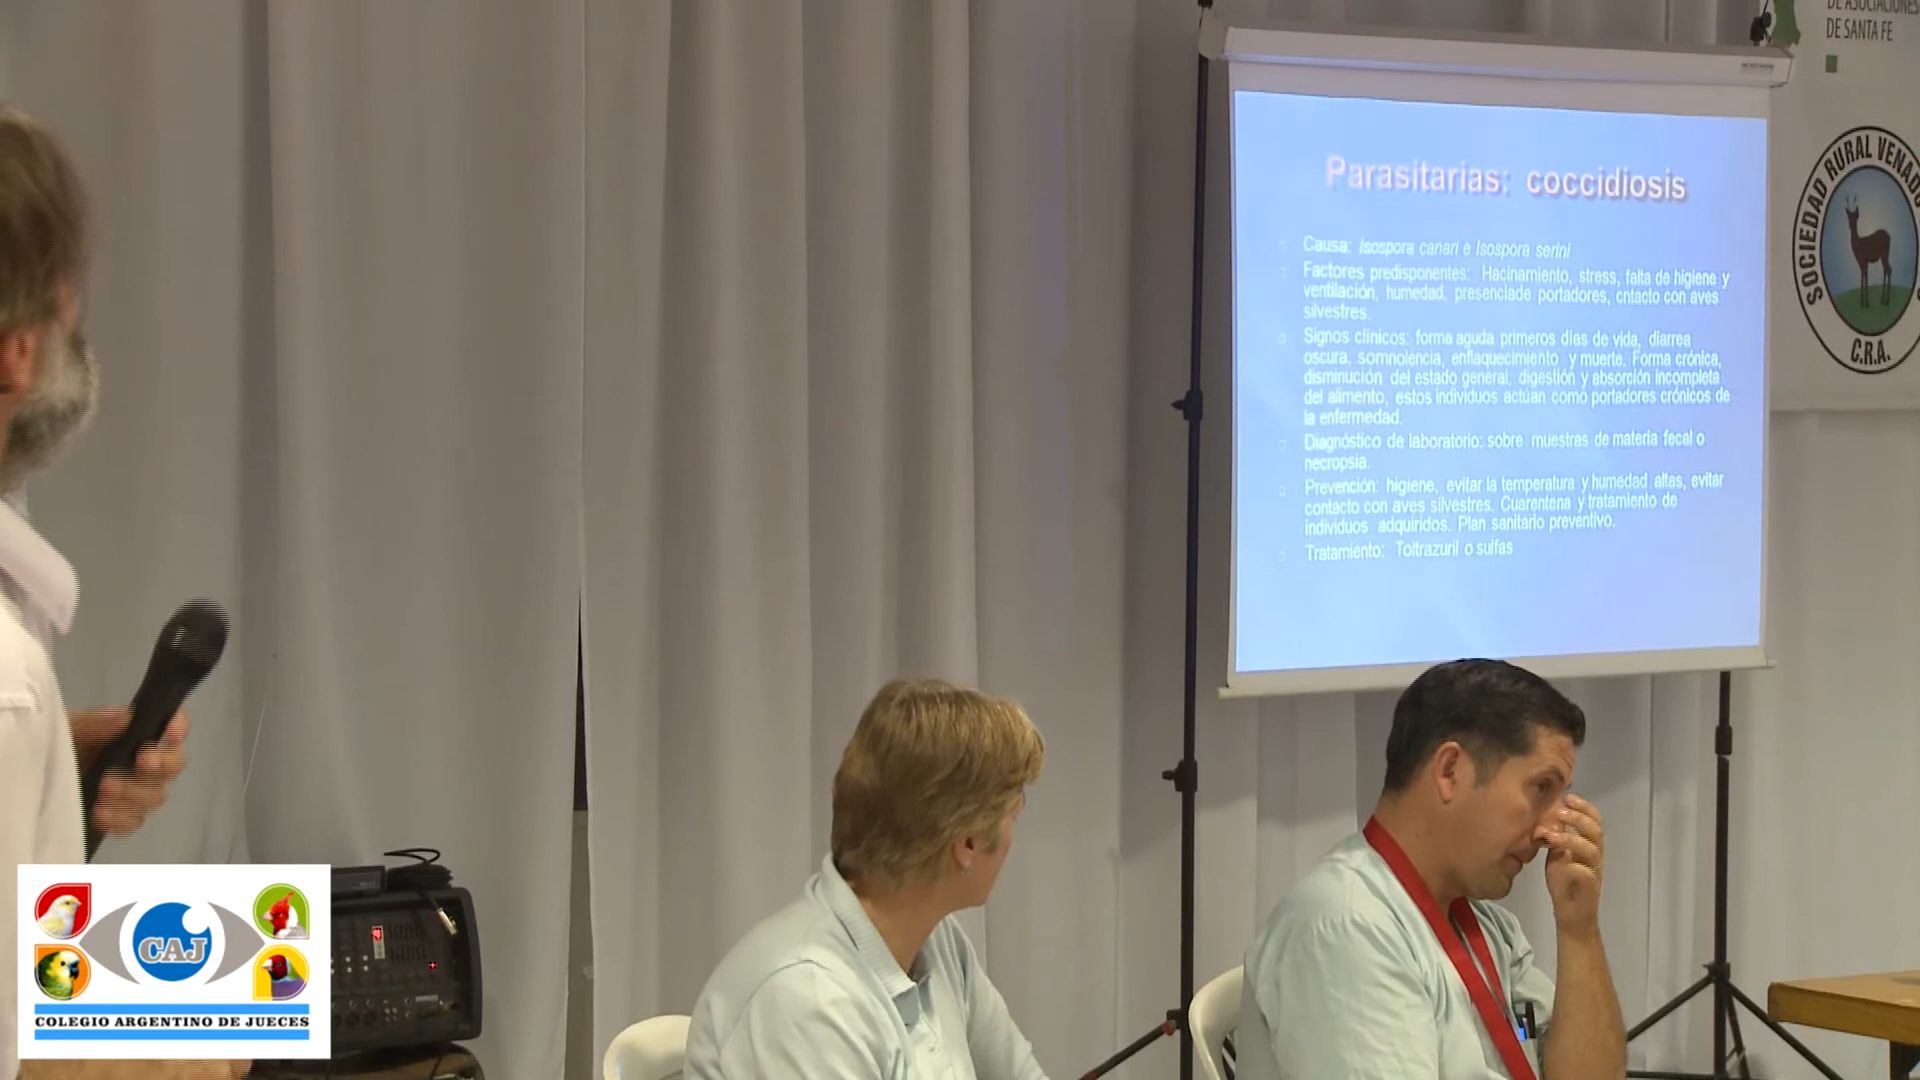 DE ASOCIACIONES
DE SANTA FE
SOCIEDAD RURAL VENADO
C.R.A.
Parasitarias: coccidiosis
Causa: Isospora canari e Isospora serini
Factores predisponentes: Hacinamiento, stress, falta de higiene y
ventilación, humedad, presenciade portadores, cntacto con aves
silvestres.
Signos clínicos: forma aguda primeros días de vida, diarrea
oscura, somnolencia, enflaquecimiento y muerte. Forma crónica,
disminución del estado general, digestión y absorción incompleta
del alimento, estos individuos actúan como portadores crónicos de
la enfermedad.
Diagnóstico de laboratorio: sobre muestras de materia fecal o
necropsia.
Prevención: higiene, evitar la temperatura y humedad altas, evitar
contacto con aves silvestres. Cuarentena y tratamiento de
individuos adquiridos. Plan sanitario preventivo.
Tratamiento: Toltrazuril o sulfas
CAJ
COLEGIO ARGENTINO DE JUECES